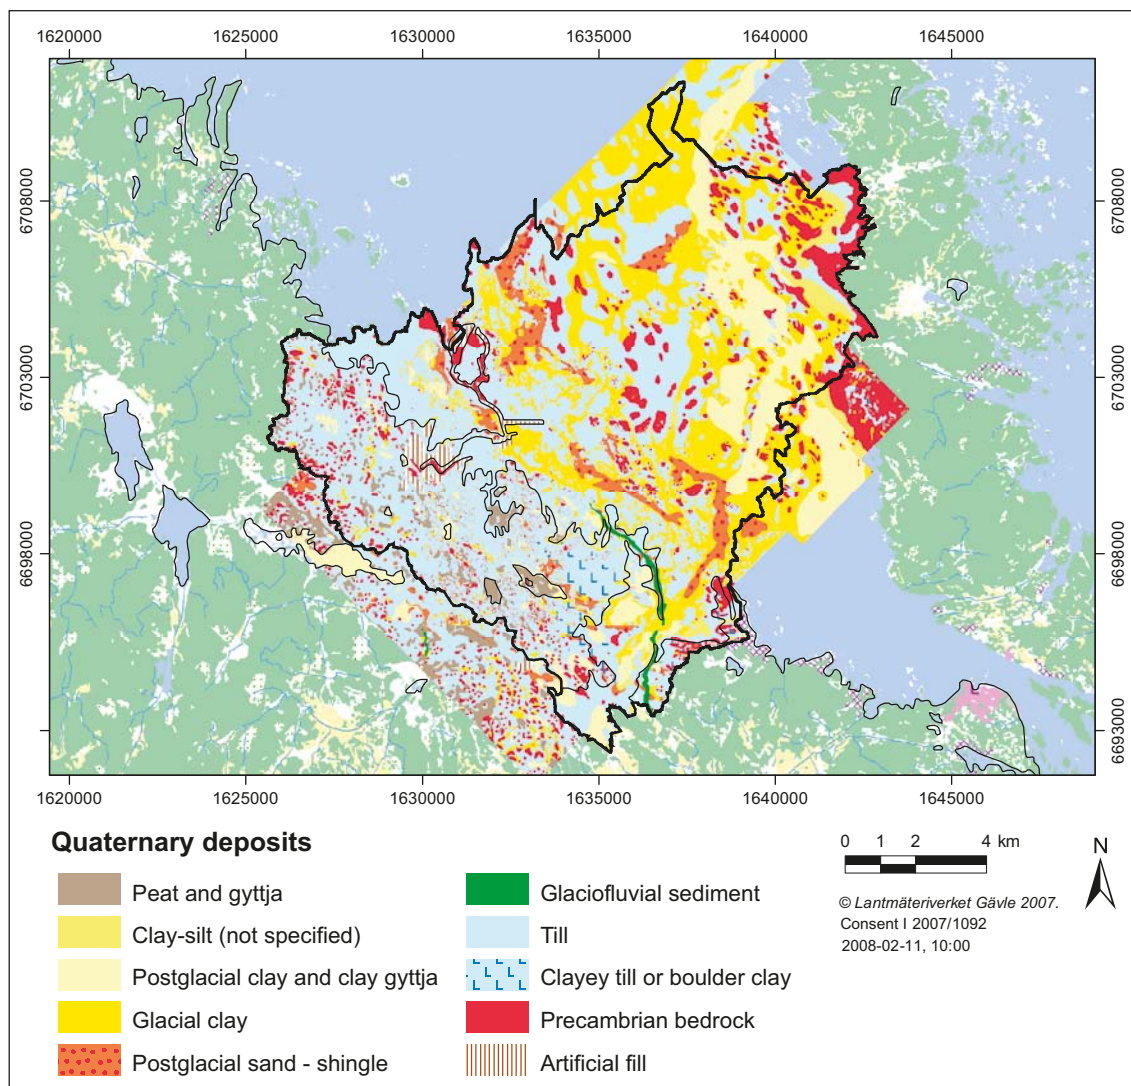 1620000 1625000 1630000 1635000 1640000 1645000
6708000 6708000
6703000 6703000
6698000 6698000
6693000
1620000 1625000 1630000 1635000 1640000 1645000
Quaternary deposits
Peat and gyttja
Clay-silt (not specified)
Postglacial clay and clay gyttja
Glacial clay
Postglacial sand - shingle
Glaciofluvial sediment
Till
Clayey till or boulder clay
Precambrian bedrock
Artificial fill
0 1 2 4 km
N
© Lantmäteriverket Gävle 2007.
Consent I 2007/1092
2008-02-11, 10:00